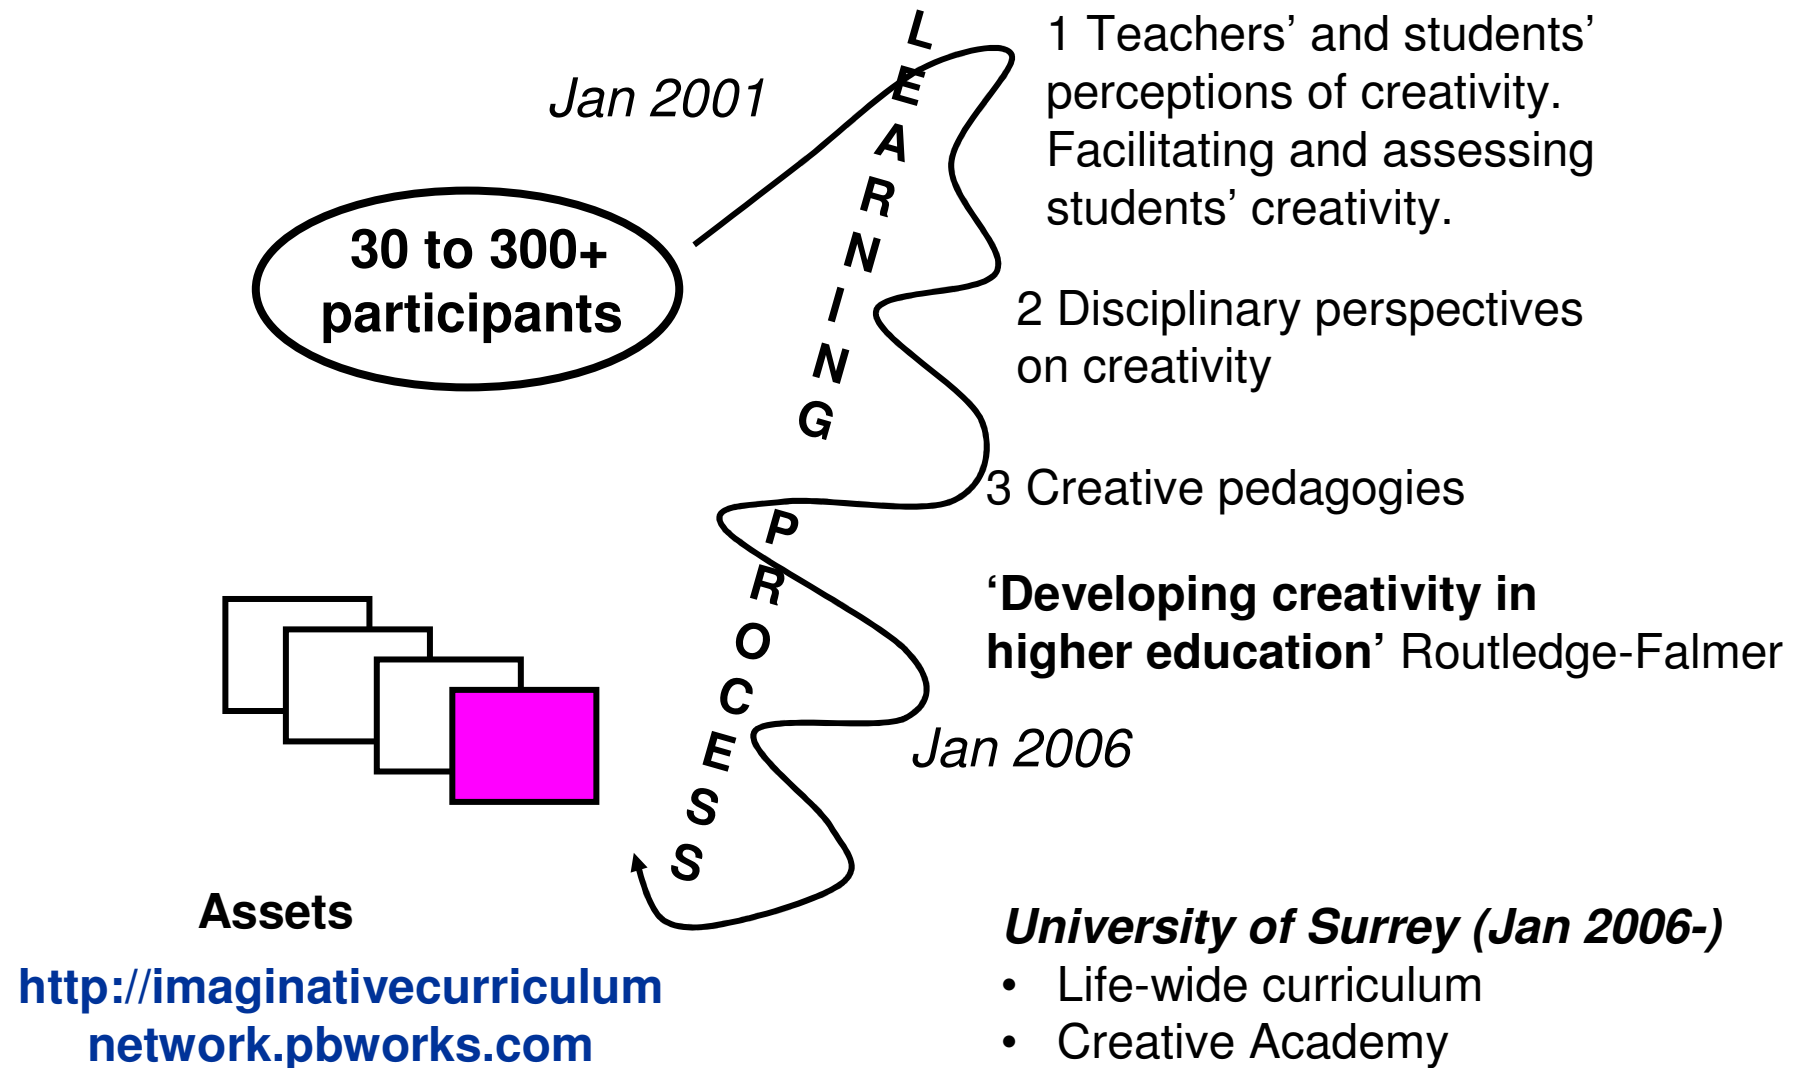 LEARNING
PROCESS
Jan 2001
30 to 300+
participants
1 Teachers’ and students’
perceptions of creativity.
Facilitating and assessing
students’ creativity.
2 Disciplinary perspectives
on creativity
3 Creative pedagogies
‘Developing creativity in
higher education’ Routledge-Falmer
Jan 2006
Assets
http://imaginativecurriculum
network.pbworks.com
University of Surrey (Jan 2006-)
• Life-wide curriculum
• Creative Academy